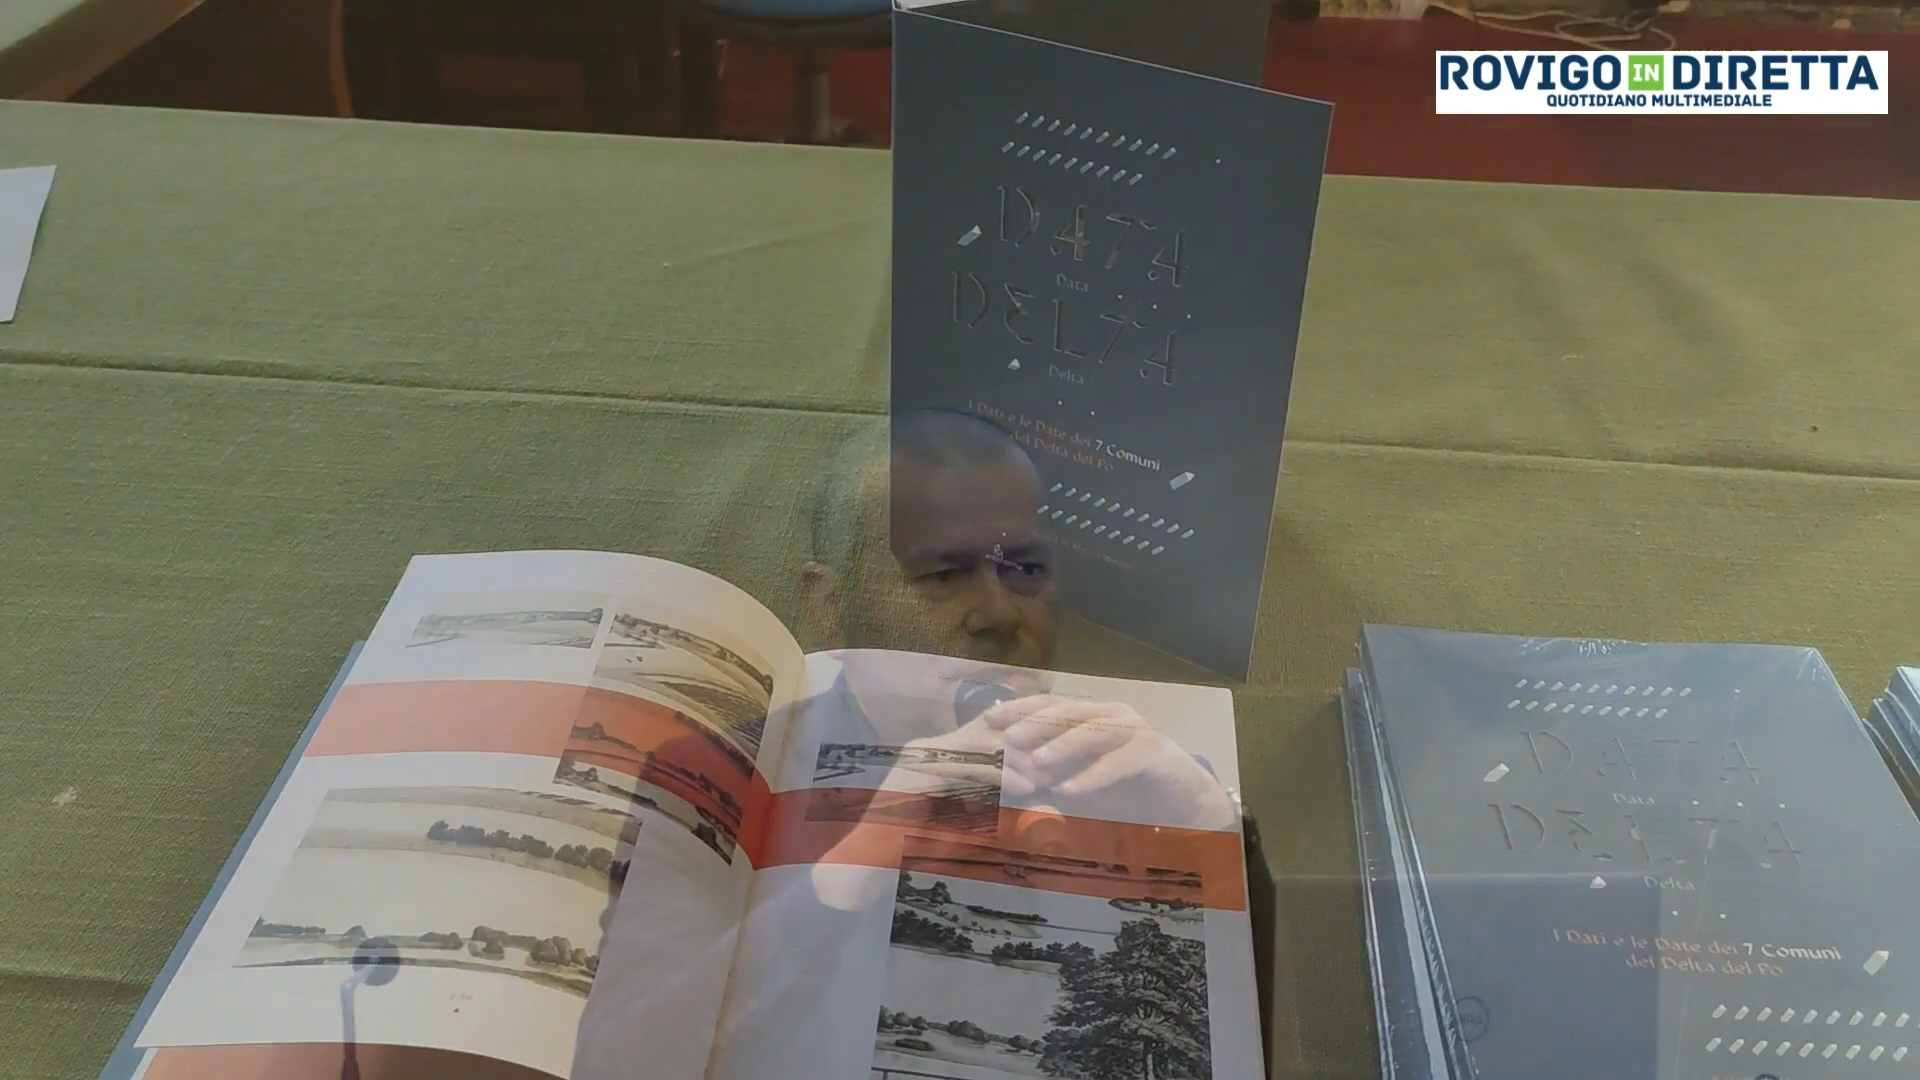 ROVIGO IN DIRETTA
QUOTIDIANO MULTIMEDIALE
DATA
Data
DELTA
Delta
I Dati e le Date dei 7 Comuni
del Delta del Po
DATA
Data
DELTA
Delta
I Dati e le Date dei 7 Comuni
del Delta del Po